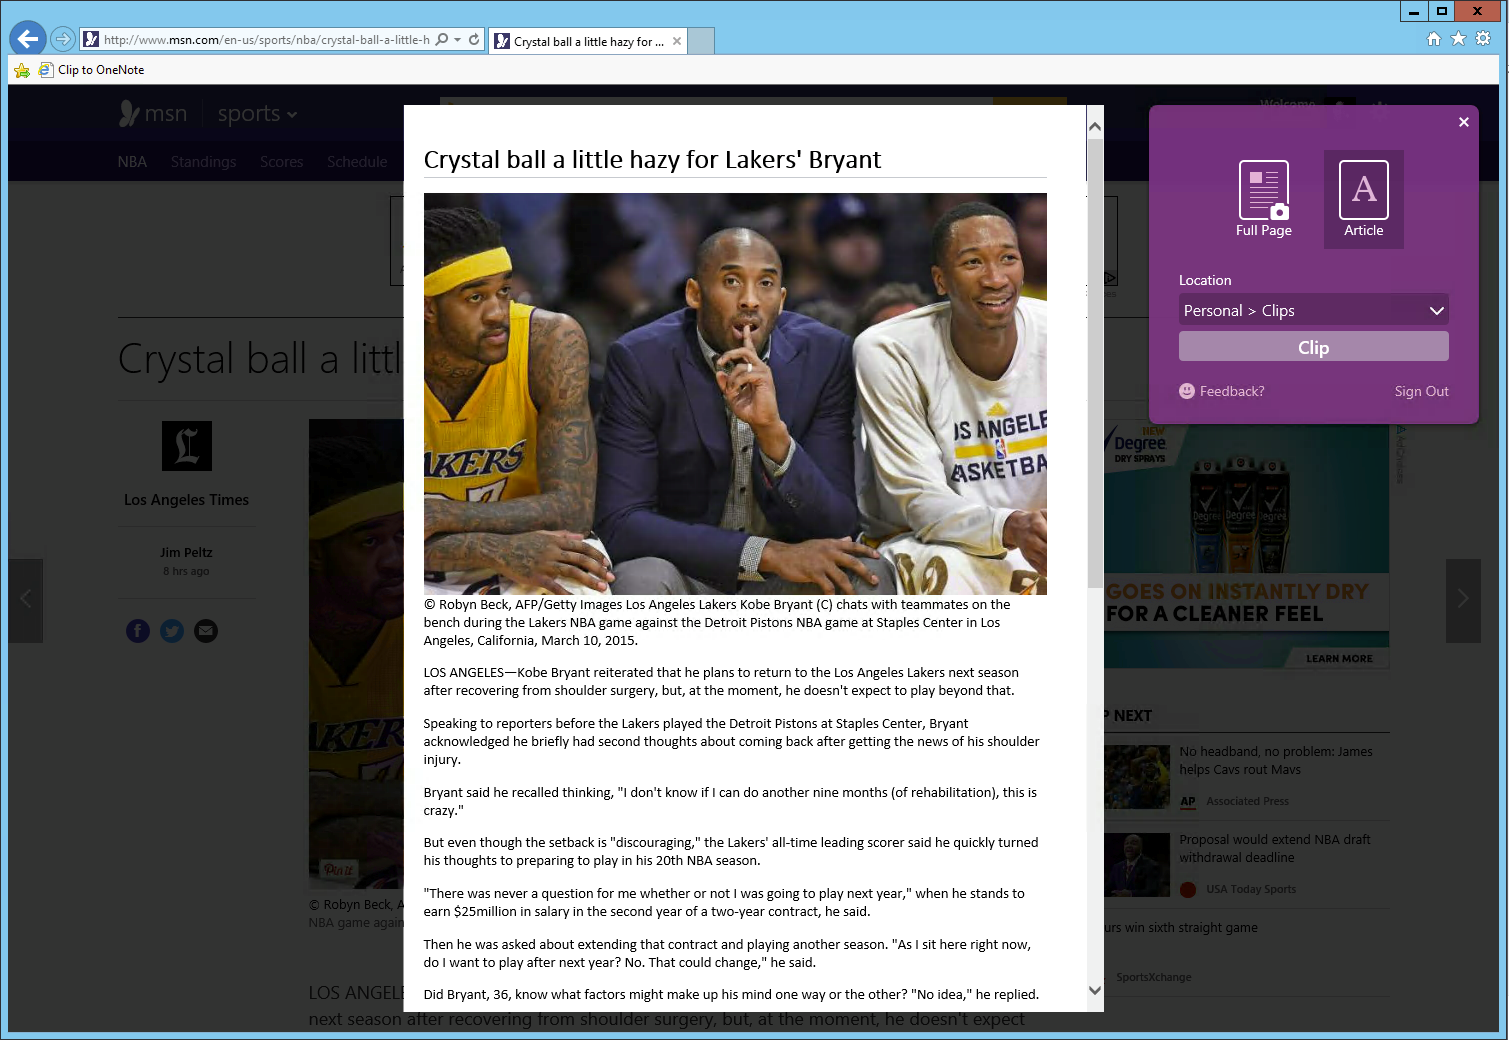 http://www.msn.com/en-us/sports/nba/crystal-ball-a-little-h
Crystal ball a little hazy for ...
Clip to OneNote
msn
sports
Welcome
NBA
Standings
Scores
Schedule
Crystal ball a littl
Los Angeles Times
Jim Peltz
8 hrs ago
Pin it
© Robyn Beck, A
NBA game again
LOS ANGELE
next season after recovering from shoulder surgery, but, at the moment, he doesn't expect
Crystal ball a little hazy for Lakers' Bryant
AKERS
OS ANGELE
ASKETBA
© Robyn Beck, AFP/Getty Images Los Angeles Lakers Kobe Bryant (C) chats with teammates on the
bench during the Lakers NBA game against the Detroit Pistons NBA game at Staples Center in Los
Angeles, California, March 10, 2015.
LOS ANGELES—Kobe Bryant reiterated that he plans to return to the Los Angeles Lakers next season
after recovering from shoulder surgery, but, at the moment, he doesn't expect to play beyond that.
Speaking to reporters before the Lakers played the Detroit Pistons at Staples Center, Bryant
acknowledged he briefly had second thoughts about coming back after getting the news of his shoulder
injury.
Bryant said he recalled thinking, "I don't know if I can do another nine months (of rehabilitation), this is
crazy."
But even though the setback is "discouraging," the Lakers' all-time leading scorer said he quickly turned
his thoughts to preparing to play in his 20th NBA season.
"There was never a question for me whether or not I was going to play next year," when he stands to
earn $25million in salary in the second year of a two-year contract, he said.
Then he was asked about extending that contract and playing another season. "As I sit here right now,
do I want to play after next year? No. That could change," he said.
Did Bryant, 36, know what factors might make up his mind one way or the other? "No idea," he replied.
Full Page
A
Article
Location
Personal > Clips
Clip
Feedback?
Sign Out
AdChoices
NEW
Degree
DRY SPRAYS
Degree
Degree
Degree
GOES ON INSTANTLY DRY
FOR A CLEANER FEEL
LEARN MORE
P NEXT
No headband, no problem: James
helps Cavs rout Mavs
AP
Associated Press
Proposal would extend NBA draft
withdrawal deadline
USA Today Sports
urs win sixth straight game
SportsXchange